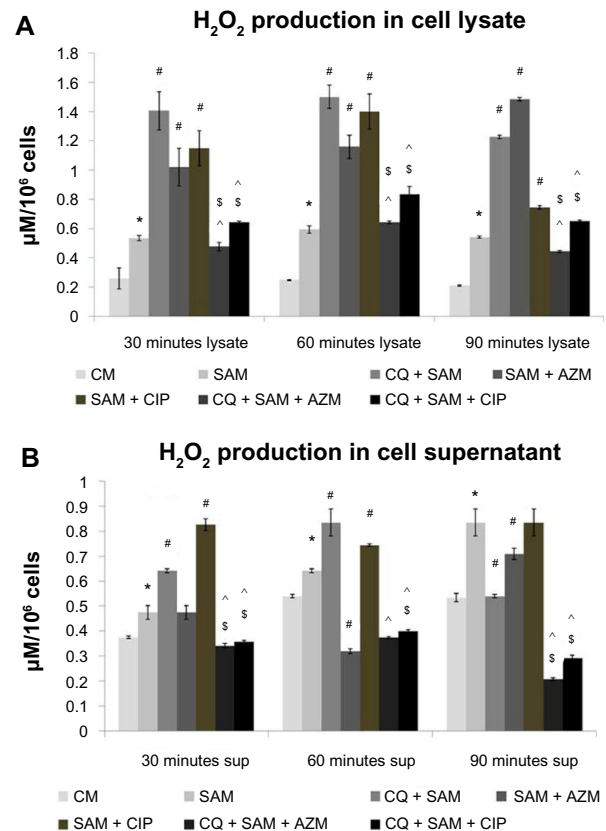 A
H₂O₂ production in cell lysate
µM/10⁶ cells
1.8
1.6
1.4
1.2
1
0.8
0.6
0.4
0.2
0
* # # # $ ^ ^ $
* # # # $ ^ ^ $
* # # # $ ^ ^ $
30 minutes lysate 60 minutes lysate 90 minutes lysate
CM SAM CQ + SAM SAM + AZM
SAM + CIP CQ + SAM + AZM CQ + SAM + CIP
B
H₂O₂ production in cell supernatant
µM/10⁶ cells
1
0.9
0.8
0.7
0.6
0.5
0.4
0.3
0.2
0.1
0
* # # ^ $ ^ $
* # # # ^ ^ $
* # # ^ $ ^ $
30 minutes sup 60 minutes sup 90 minutes sup
CM SAM CQ + SAM SAM + AZM
SAM + CIP CQ + SAM + AZM CQ + SAM + CIP